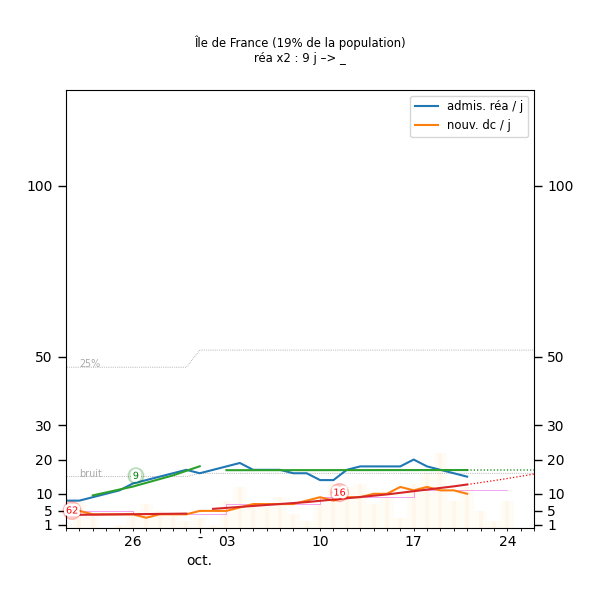 Île de France (19% de la population)
réa x2 : 9 j –> _
admis. réa / j
nouv. dc / j
100 100
50 50
25%
30 30
20 20
bruit
9
16
10 10
62
5 5
1 1
26 - 03 10 17 24
oct.